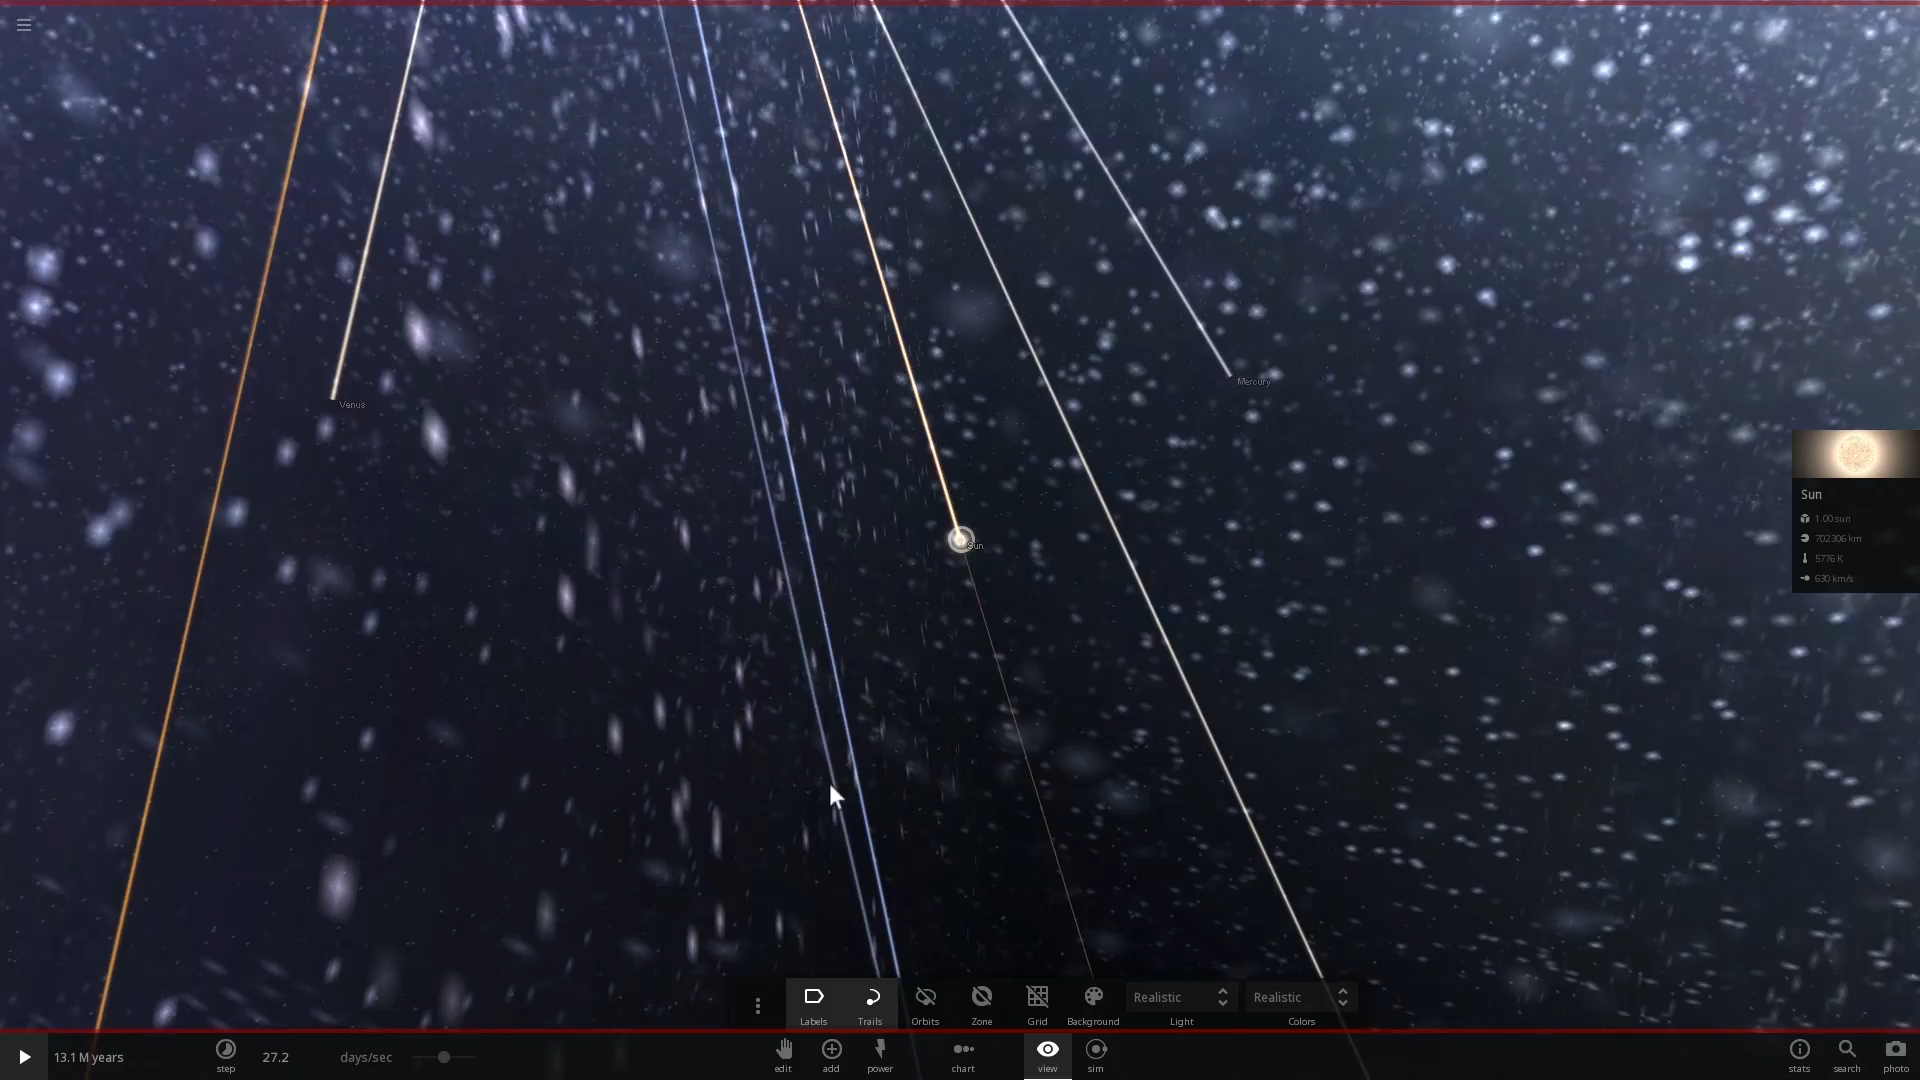 Venus
Mercury
Sun
Sun
1.00 sun
702306 km
5776 K
630 km/s
Realistic
Realistic
Labels
Trails
Orbits
Zone
Grid
Background
Light
Colors
13.1 M years
step
27.2
days/sec
edit
add
power
chart
view
sim
stats
search
photo